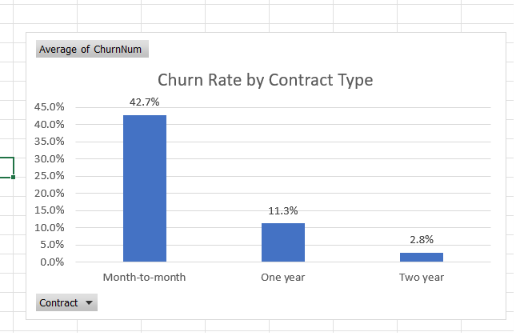 Average of ChurnNum
Churn Rate by Contract Type
45.0%
40.0%
35.0%
30.0%
25.0%
20.0%
15.0%
10.0%
5.0%
0.0%
42.7%
11.3%
2.8%
Month-to-month
One year
Two year
Contract